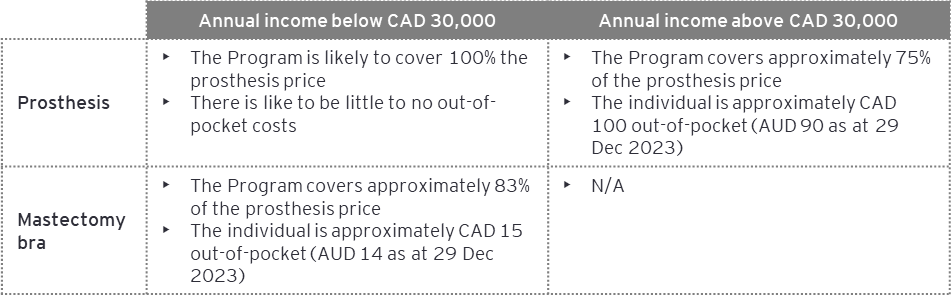 Annual income below CAD 30,000
Annual income above CAD 30,000
Prosthesis
‣ The Program is likely to cover 100% the
prosthesis price
‣ There is like to be little to no out-of-
pocket costs
‣ The Program covers approximately 75%
of the prosthesis price
‣ The individual is approximately CAD
100 out-of-pocket (AUD 90 as at 29
Dec 2023)
Mastectomy
bra
‣ The Program covers approximately 83%
of the prosthesis price
‣ The individual is approximately CAD 15
out-of-pocket (AUD 14 as at 29 Dec
2023)
‣ N/A